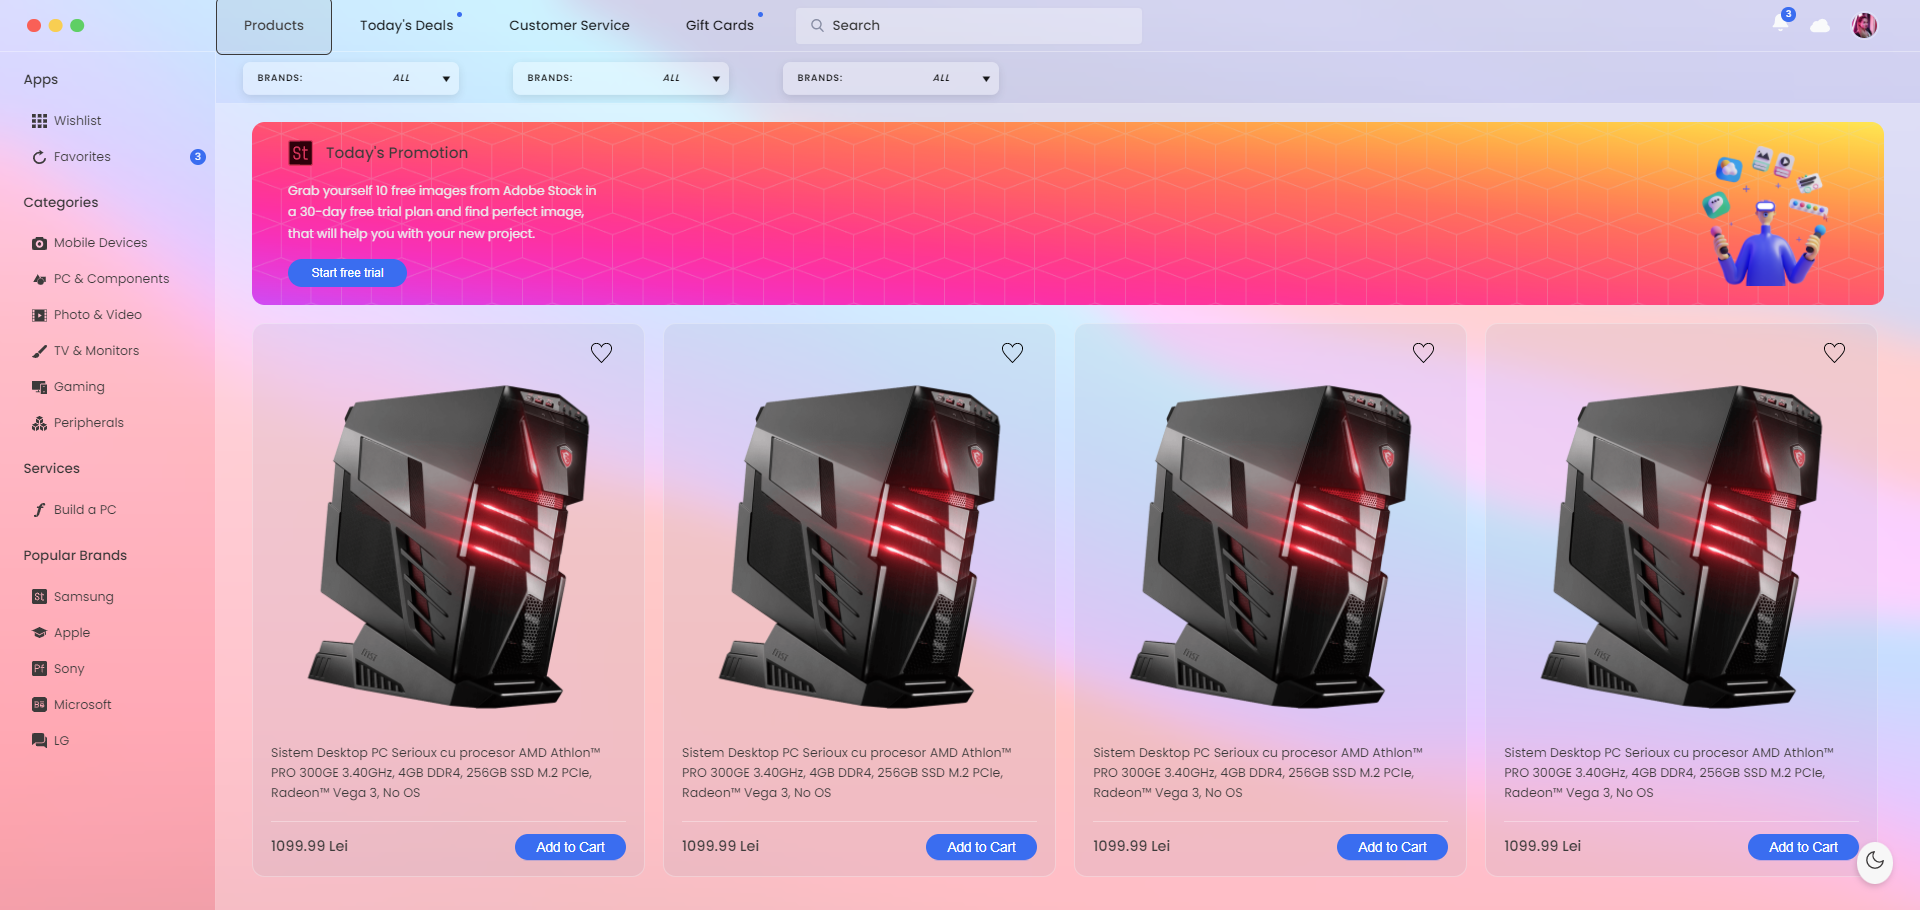 Products
Today's Deals
Customer Service
Gift Cards
Search
3
BRANDS: ALL
BRANDS: ALL
BRANDS: ALL
Apps
Wishlist
Favorites 3
Categories
Mobile Devices
PC & Components
Photo & Video
TV & Monitors
Gaming
Peripherals
Services
Build a PC
Popular Brands
St Samsung
Apple
Pf Sony
Bē Microsoft
LG
St Today's Promotion
Grab yourself 10 free images from Adobe Stock in
a 30-day free trial plan and find perfect image,
that will help you with your new project.
Start free trial
msi
Sistem Desktop PC Serioux cu procesor AMD Athlon™
PRO 300GE 3.40GHz, 4GB DDR4, 256GB SSD M.2 PCIe,
Radeon™ Vega 3, No OS
1099.99 Lei
Add to Cart
msi
Sistem Desktop PC Serioux cu procesor AMD Athlon™
PRO 300GE 3.40GHz, 4GB DDR4, 256GB SSD M.2 PCIe,
Radeon™ Vega 3, No OS
1099.99 Lei
Add to Cart
msi
Sistem Desktop PC Serioux cu procesor AMD Athlon™
PRO 300GE 3.40GHz, 4GB DDR4, 256GB SSD M.2 PCIe,
Radeon™ Vega 3, No OS
1099.99 Lei
Add to Cart
msi
Sistem Desktop PC Serioux cu procesor AMD Athlon™
PRO 300GE 3.40GHz, 4GB DDR4, 256GB SSD M.2 PCIe,
Radeon™ Vega 3, No OS
1099.99 Lei
Add to Cart